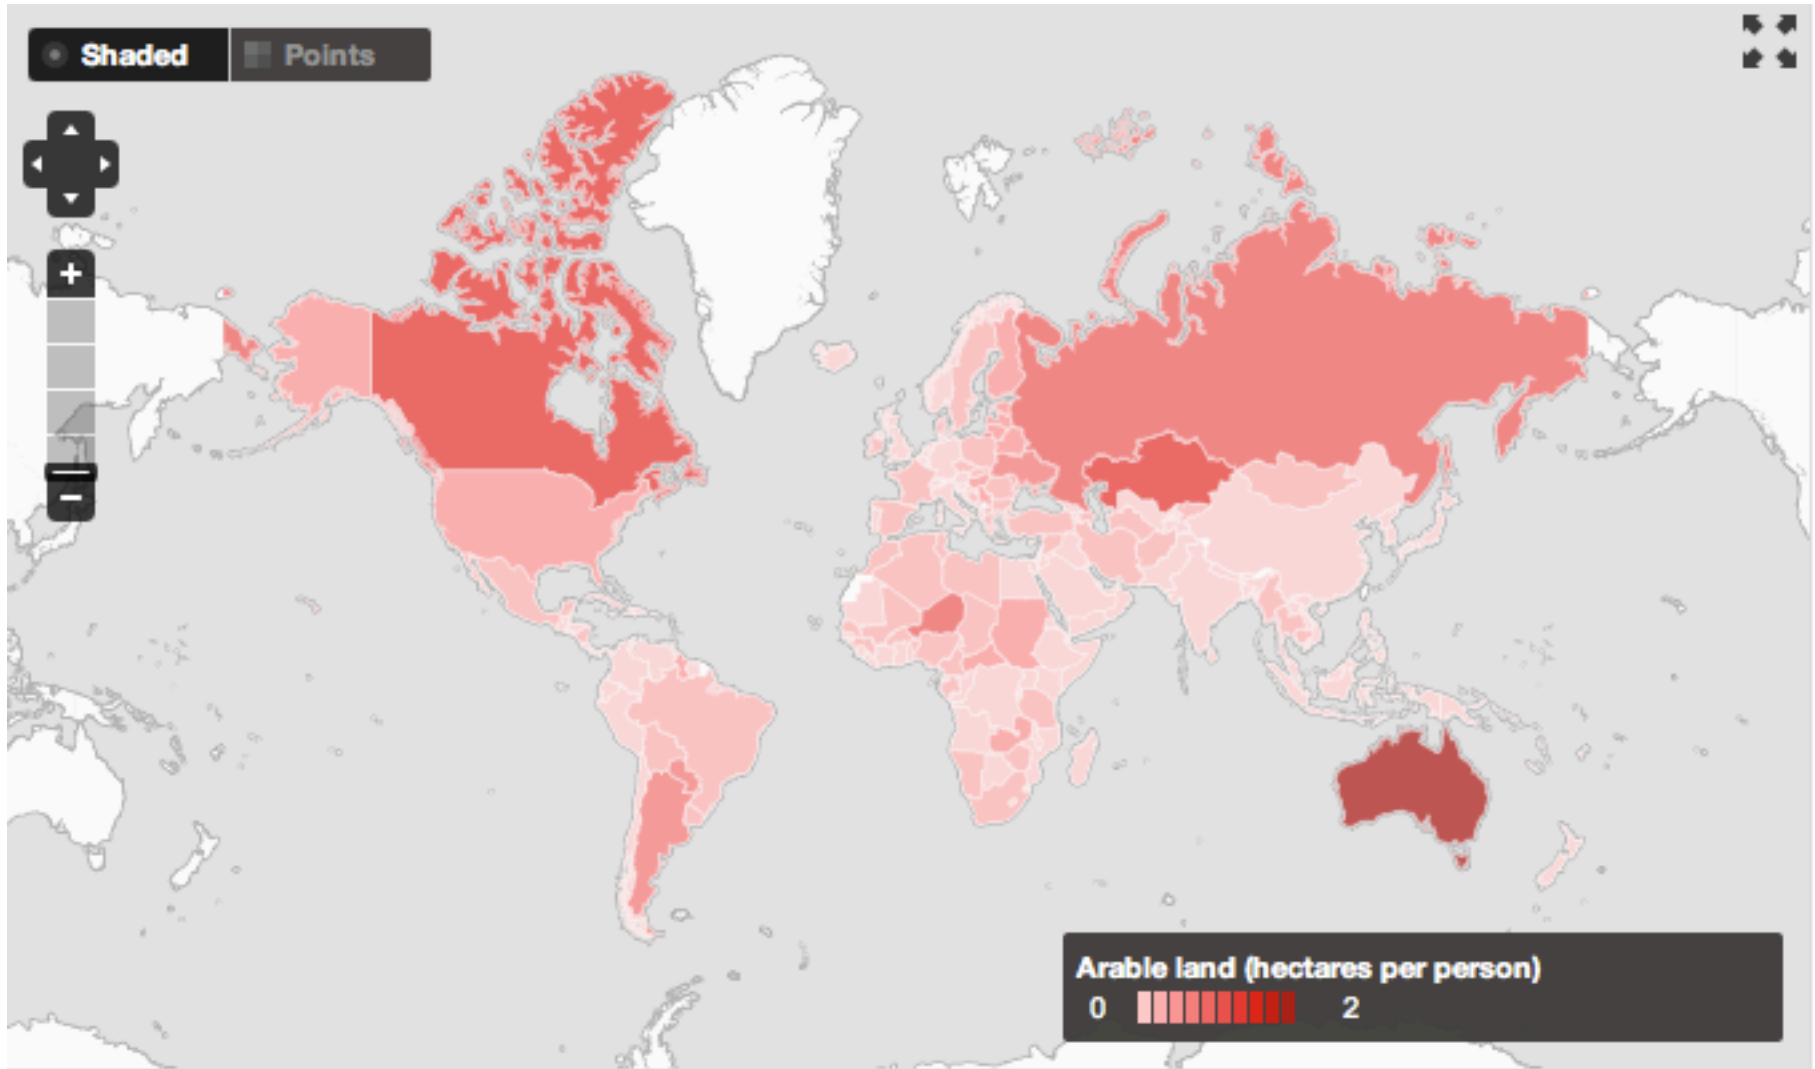 Shaded
Points
+
−
Arable land (hectares per person)
0 2